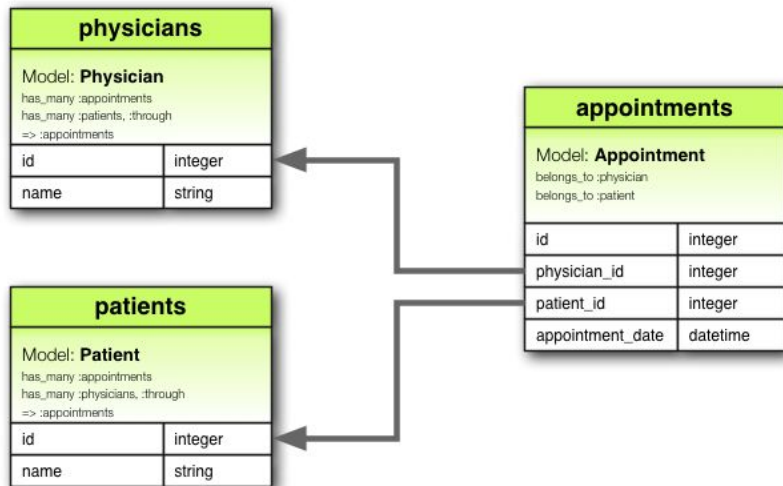 physicians
Model: Physician
has_many :appointments
has_many :patients, :through
=> :appointments
id integer
name string
appointments
Model: Appointment
belongs_to :physician
belongs_to :patient
id integer
physician_id integer
patient_id integer
appointment_date datetime
patients
Model: Patient
has_many :appointments
has_many :physicians, :through
=> :appointments
id integer
name string